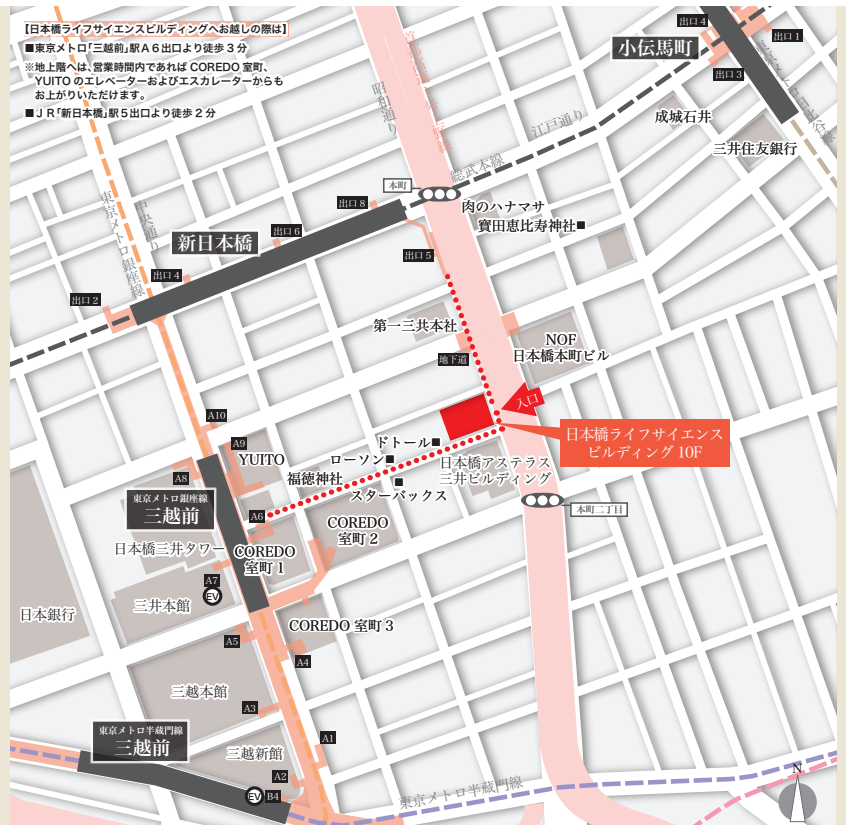 【日本橋ライフサイエンスビルディングへお越しの際は】
■東京メトロ「三越前」駅Ａ６出口より徒歩３分
※地上階へは、営業時間内であれば COREDO 室町、
YUITO のエレベーターおよびエスカレーターからも
お上がりいただけます。
■ＪＲ「新日本橋」駅５出口より徒歩２分
出口 4
出口 1
小伝馬町
出口 3
昭和通り
江戸通り
成城石井
三井住友銀行
総武本線
本町
肉のハナマサ
寶田恵比寿神社■
出口 8
出口 6
新日本橋
出口 5
出口 4
出口 2
東京メトロ銀座線
中央通り
第一三共本社
地下道
NOF
日本橋本町ビル
入口
日本橋ライフサイエンス
ビルディング 10F
A10
A9
YUITO
A8
ドトール■
ローソン■
福徳神社
■
スターバックス
日本橋アステラス
三井ビルディング
東京メトロ銀座線
三越前
A6
本町二丁目
COREDO
室町 2
日本橋三井タワー
COREDO
室町 1
A7
EV
三井本館
日本銀行
COREDO 室町 3
A5
A4
三越本館
A3
東京メトロ半蔵門線
三越前
A1
三越新館
A2
EV
B4
東京メトロ半蔵門線
N